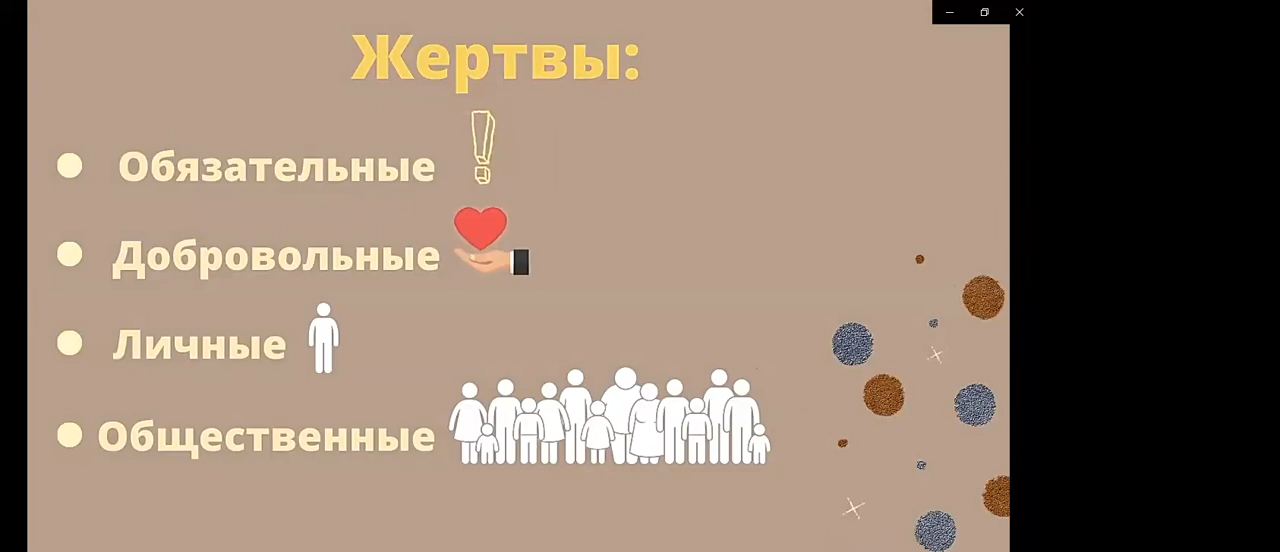 Жертвы:
Обязательные
Добровольные
Личные
Общественные